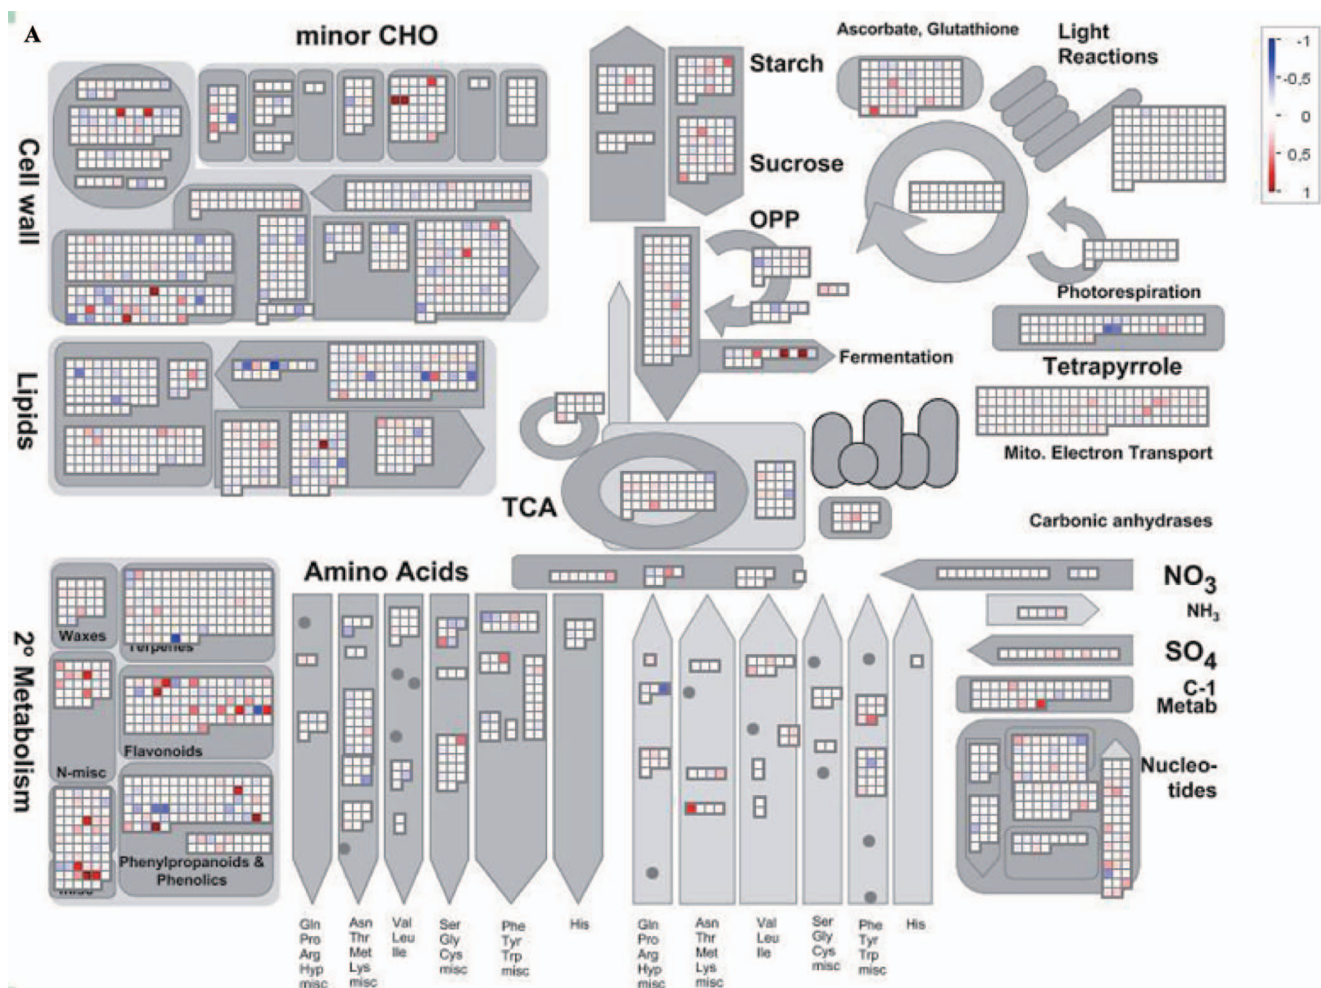 A
minor CHO
Starch
Ascorbate, Glutathione
Light
Reactions
-1
-0,5
0
0,5
1
Cell wall
Sucrose
OPP
Photorespiration
Fermentation
Tetrapyrrole
Lipids
Mito. Electron Transport
TCA
Carbonic anhydrases
Amino Acids
NO3
NH3
SO4
C-1
Metab
Nucleo-
tides
2° Metabolism
Waxes
Terpenes
Flavonoids
N-misc
Phenylpropanoids &
Phenolics
misc
Gln
Pro
Arg
Hyp
misc
Asn
Thr
Met
Lys
misc
Val
Leu
Ile
Ser
Gly
Cys
misc
Phe
Tyr
Trp
misc
His
Gln
Pro
Arg
Hyp
misc
Asn
Thr
Met
Lys
misc
Val
Leu
Ile
Ser
Gly
Cys
misc
Phe
Tyr
Trp
misc
His